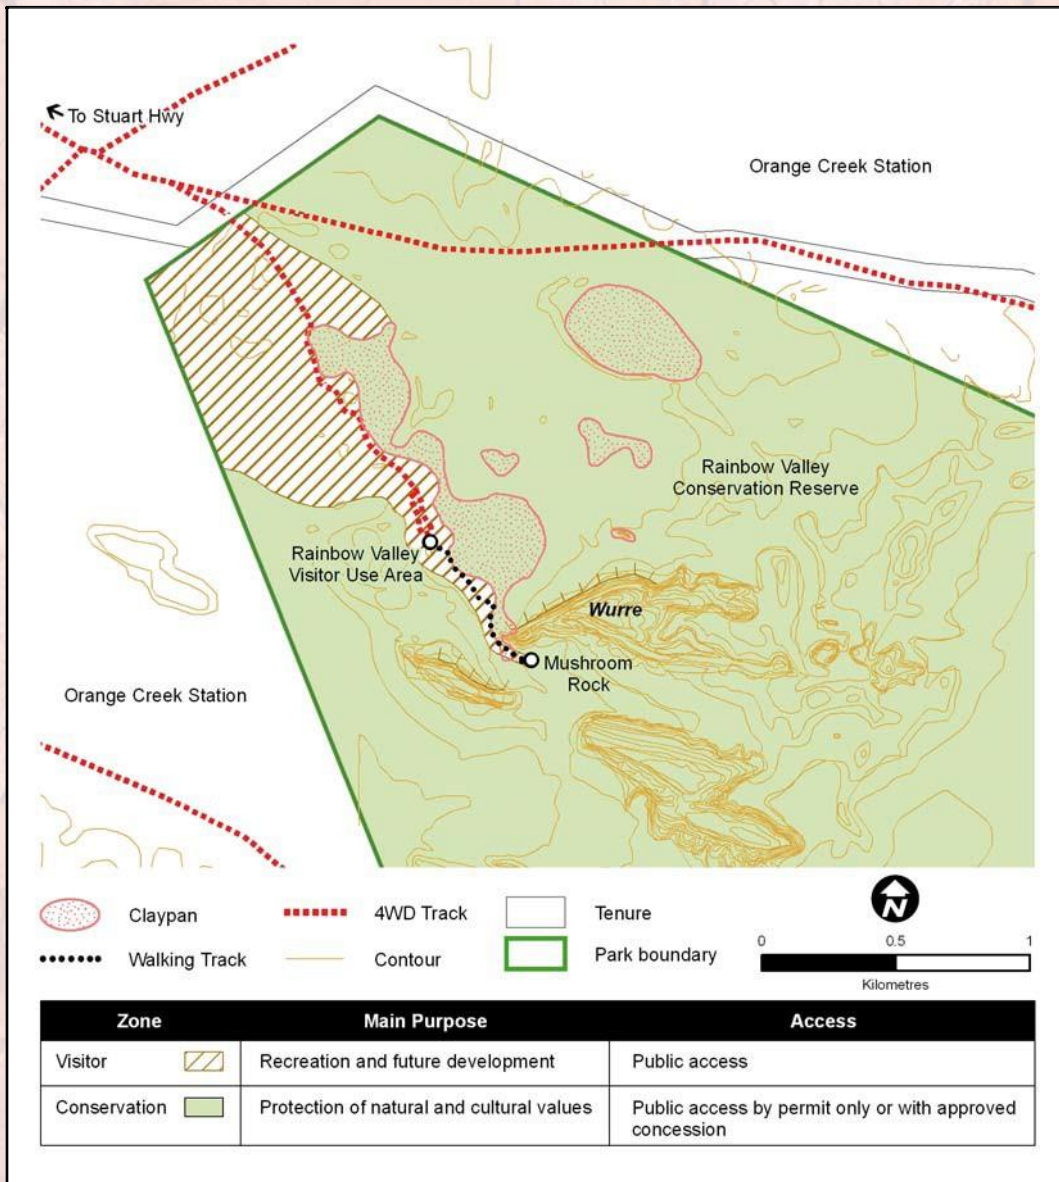 To Stuart Hwy
Orange Creek Station
Rainbow Valley
Conservation Reserve
Rainbow Valley
Visitor Use Area
Wurre
Mushroom
Rock
Orange Creek Station
Claypan
4WD Track
Tenure
N
Walking Track
Contour
Park boundary
0 0.5 1
Kilometres
Zone Main Purpose Access
Visitor Recreation and future development Public access
Conservation Protection of natural and cultural values Public access by permit only or with approved
concession